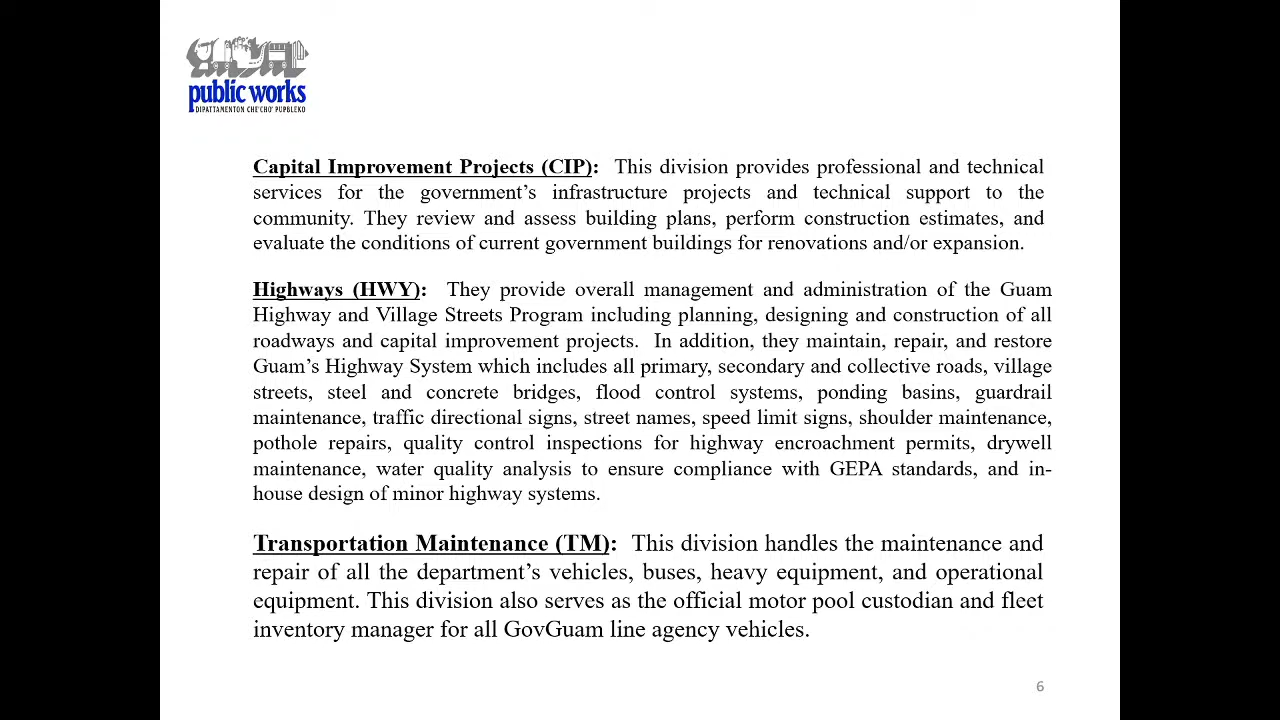 public works
DIPATTAMENTON CHE'CHO' PUPBLEKO
Capital Improvement Projects (CIP): This division provides professional and technical
services for the government’s infrastructure projects and technical support to the
community. They review and assess building plans, perform construction estimates, and
evaluate the conditions of current government buildings for renovations and/or expansion.
Highways (HWY): They provide overall management and administration of the Guam
Highway and Village Streets Program including planning, designing and construction of all
roadways and capital improvement projects. In addition, they maintain, repair, and restore
Guam’s Highway System which includes all primary, secondary and collective roads, village
streets, steel and concrete bridges, flood control systems, ponding basins, guardrail
maintenance, traffic directional signs, street names, speed limit signs, shoulder maintenance,
pothole repairs, quality control inspections for highway encroachment permits, drywell
maintenance, water quality analysis to ensure compliance with GEPA standards, and in-
house design of minor highway systems.
Transportation Maintenance (TM): This division handles the maintenance and
repair of all the department’s vehicles, buses, heavy equipment, and operational
equipment. This division also serves as the official motor pool custodian and fleet
inventory manager for all GovGuam line agency vehicles.
6